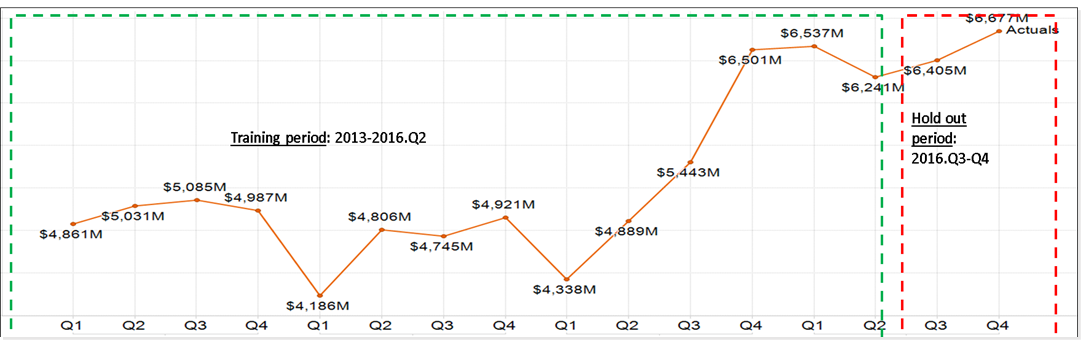 $6,677M
$6,537M
Actuals
$6,501M
$6,405M
$6,241M
Hold out
period:
2016.Q3-Q4
Training period: 2013-2016.Q2
$5,443M
$5,085M
$4,987M
$5,031M
$4,861M
$4,921M
$4,806M
$4,889M
$4,745M
$4,338M
$4,186M
Q1 Q2 Q3 Q4 Q1 Q2 Q3 Q4 Q1 Q2 Q3 Q4 Q1 Q2 Q3 Q4